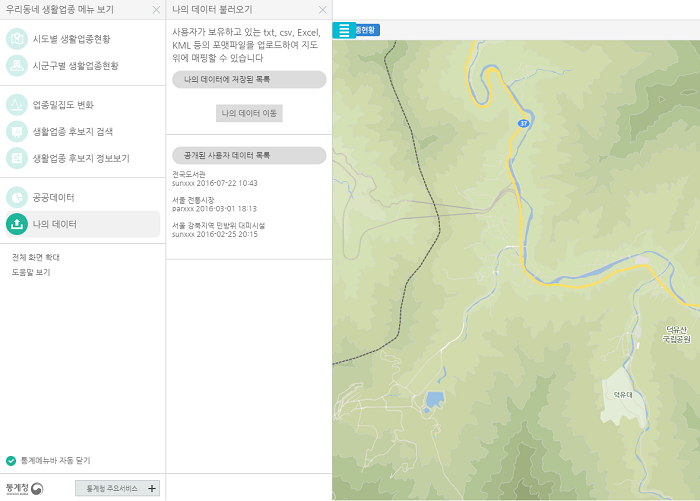 우리동네 생활업종 메뉴 보기
시도별 생활업종현황
시군구별 생활업종현황
업종밀집도 변화
생활업종 후보지 검색
생활업종 후보지 정보보기
공공데이터
나의 데이터
전체 화면 확대
도움말 보기
통계메뉴바 자동 닫기
통계청
통계청 주요서비스
나의 데이터 불러오기
사용자가 보유하고 있는 txt, csv, Excel,
KML 등의 포맷파일을 업로드하여 지도
위에 매핑할 수 있습니다
나의 데이터에 저장된 목록
나의 데이터 이동
공개된 사용자 데이터 목록
전국도서관
sunxxx 2016-07-22 10:43
서울 전통시장
parxxx 2016-03-01 18:13
서울 강북지역 민방위 대피시설
sunxxx 2016-02-25 20:15
종현황
37
덕유산
국립공원
덕유대